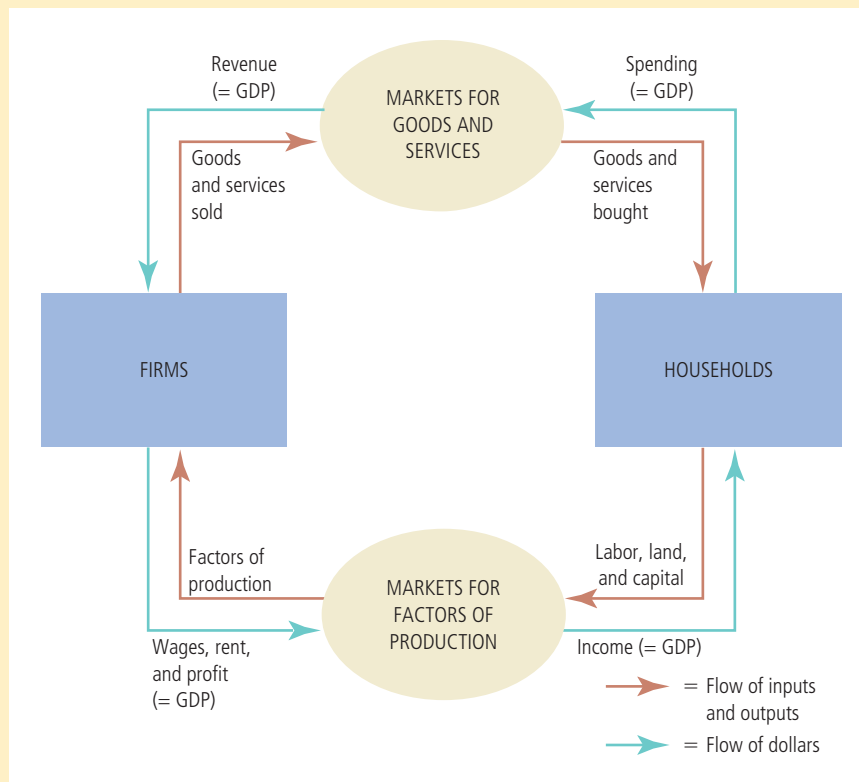 Revenue
(= GDP)
MARKETS FOR
GOODS AND
SERVICES
Spending
(= GDP)
Goods
and services
sold
Goods and
services
bought
FIRMS
HOUSEHOLDS
Factors of
production
MARKETS FOR
FACTORS OF
PRODUCTION
Labor, land,
and capital
Wages, rent,
and profit
(= GDP)
Income (= GDP)
= Flow of inputs
and outputs
= Flow of dollars